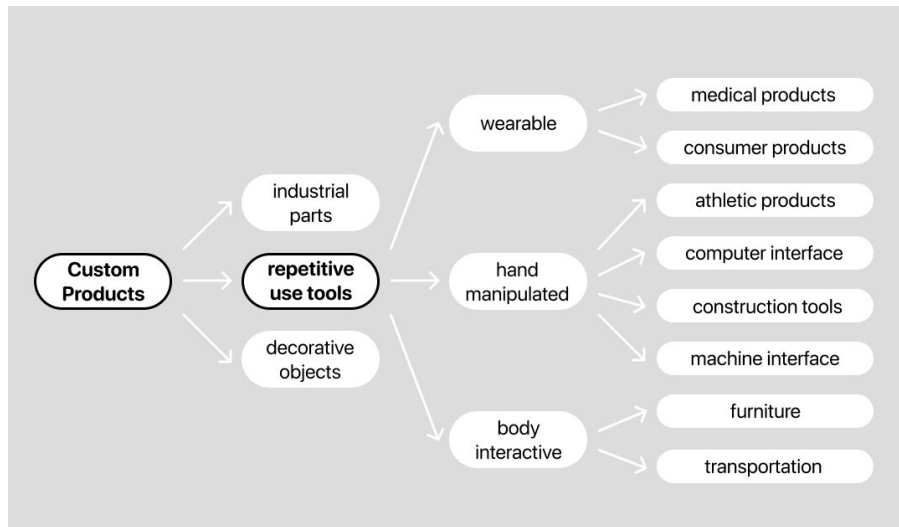 Custom
Products
industrial
parts
repetitive
use tools
decorative
objects
wearable
hand
manipulated
body
interactive
medical products
consumer products
athletic products
computer interface
construction tools
machine interface
furniture
transportation